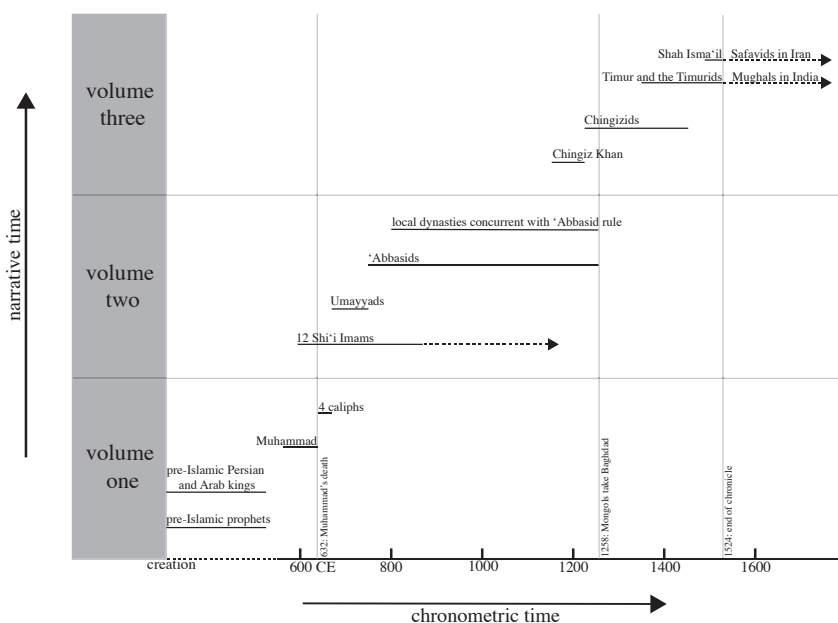 Shah Isma‘il Safavids in Iran
Timur and the Timurids Mughals in India
volume
three
Chingizids
Chingiz Khan
local dynasties concurrent with ‘Abbasid rule
‘Abbasids
volume
two
Umayyads
12 Shi‘i Imams
4 caliphs
Muhammad
volume
one
pre-Islamic Persian
and Arab kings
pre-Islamic prophets
632: Muhammad’s death
1258: Mongols take Baghdad
1524: end of chronicle
creation
600 CE
800
1000
1200
1400
1600
narrative time
chronometric time